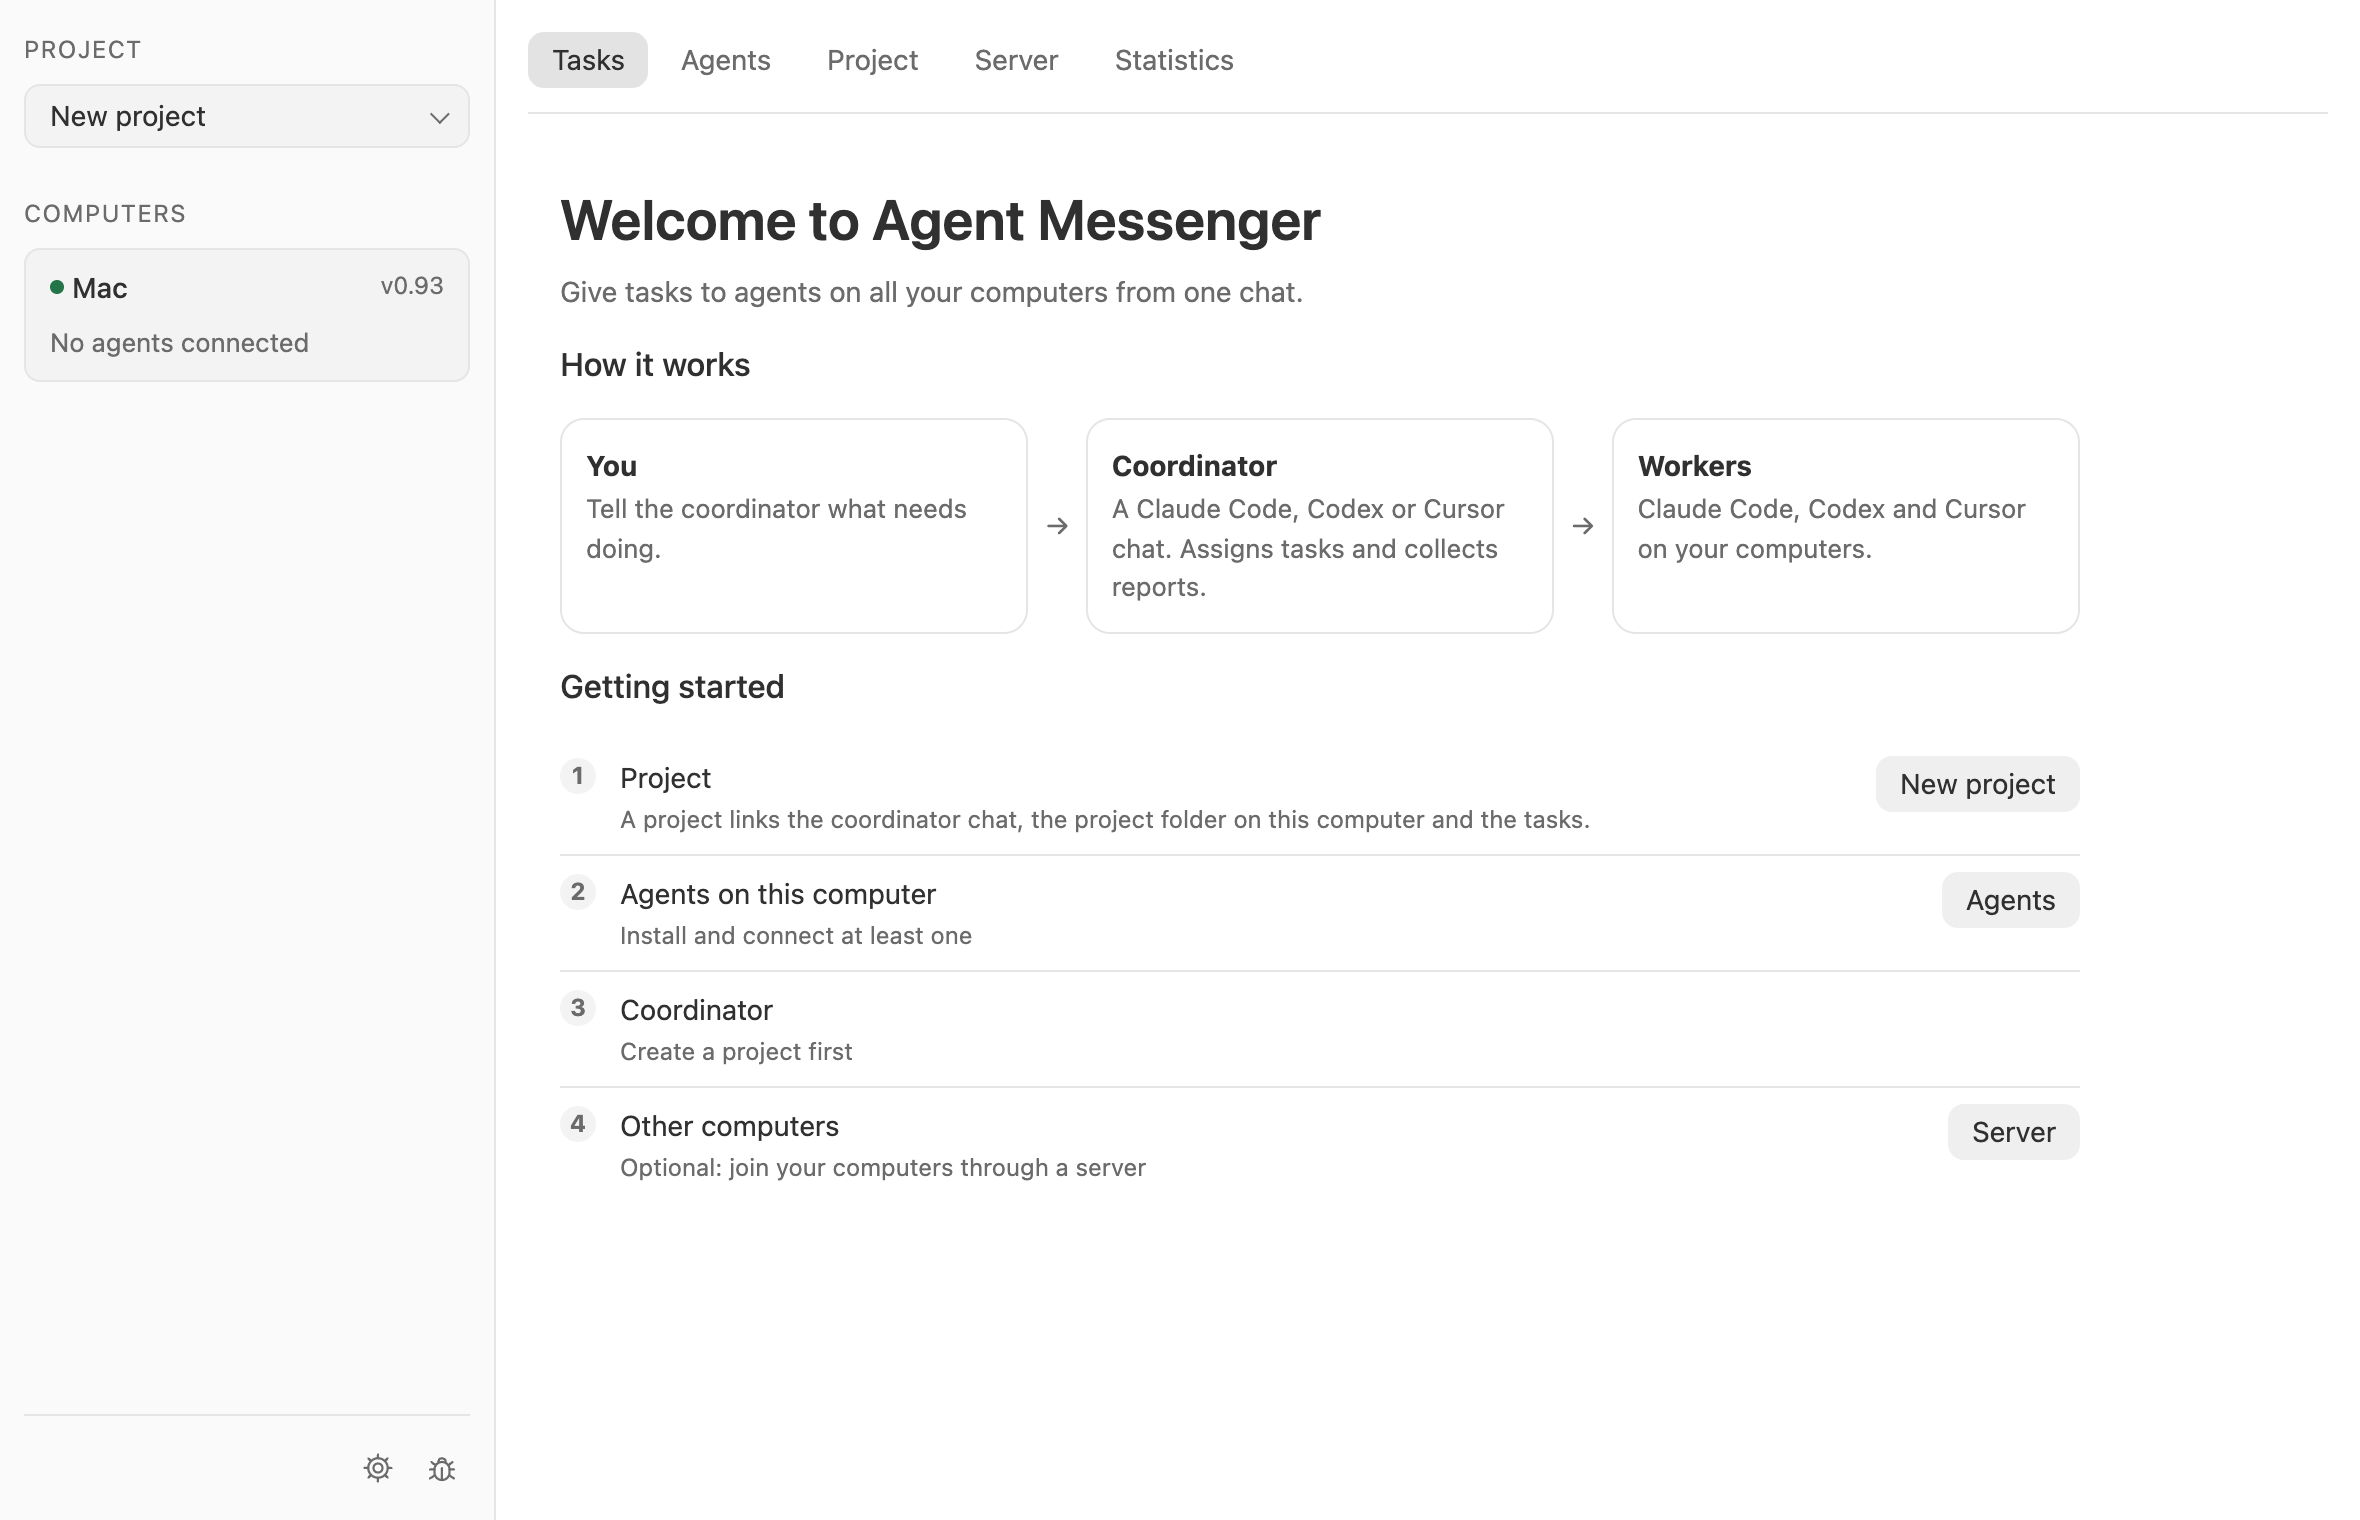 PROJECT
New project
COMPUTERS
Mac v0.93
No agents connected
Tasks Agents Project Server Statistics
Welcome to Agent Messenger
Give tasks to agents on all your computers from one chat.
How it works
You
Tell the coordinator what needs
doing.
→
Coordinator
A Claude Code, Codex or Cursor
chat. Assigns tasks and collects
reports.
→
Workers
Claude Code, Codex and Cursor
on your computers.
Getting started
1 Project
A project links the coordinator chat, the project folder on this computer and the tasks.
New project
2 Agents on this computer
Install and connect at least one
Agents
3 Coordinator
Create a project first
4 Other computers
Optional: join your computers through a server
Server